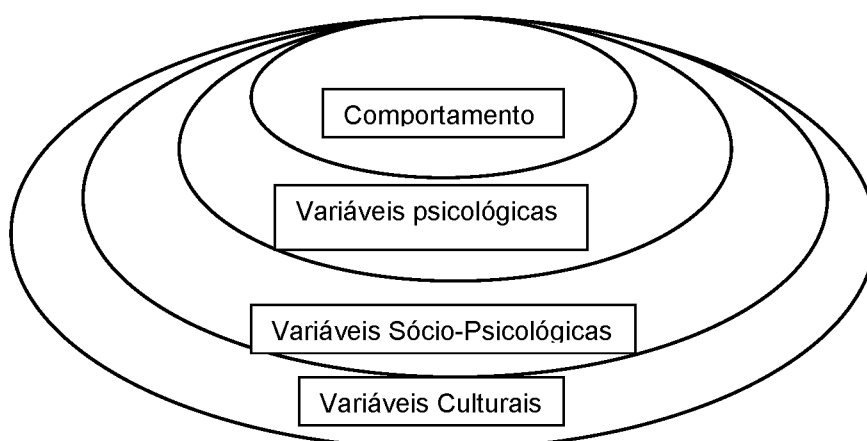 Comportamento
Variáveis psicológicas
Variáveis Sócio-Psicológicas
Variáveis Culturais